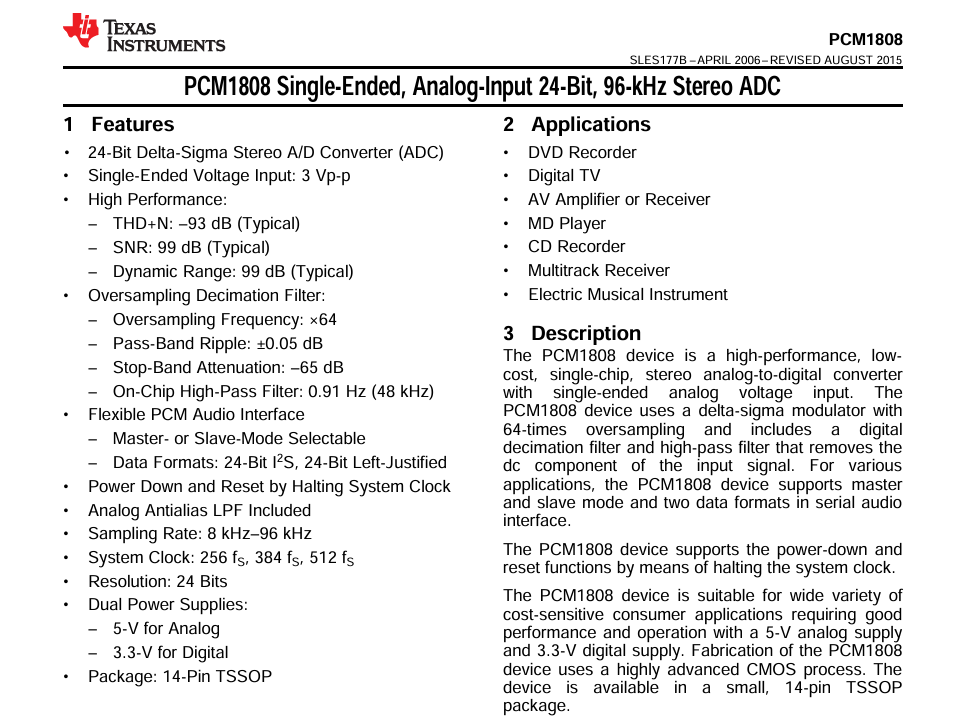 TEXAS
INSTRUMENTS
PCM1808
SLES177B – APRIL 2006 – REVISED AUGUST 2015
PCM1808 Single-Ended, Analog-Input 24-Bit, 96-kHz Stereo ADC
1 Features
• 24-Bit Delta-Sigma Stereo A/D Converter (ADC)
• Single-Ended Voltage Input: 3 Vp-p
• High Performance:
– THD+N: –93 dB (Typical)
– SNR: 99 dB (Typical)
– Dynamic Range: 99 dB (Typical)
• Oversampling Decimation Filter:
– Oversampling Frequency: ×64
– Pass-Band Ripple: ±0.05 dB
– Stop-Band Attenuation: –65 dB
– On-Chip High-Pass Filter: 0.91 Hz (48 kHz)
• Flexible PCM Audio Interface
– Master- or Slave-Mode Selectable
– Data Formats: 24-Bit I²S, 24-Bit Left-Justified
• Power Down and Reset by Halting System Clock
• Analog Antialias LPF Included
• Sampling Rate: 8 kHz–96 kHz
• System Clock: 256 fS, 384 fS, 512 fS
• Resolution: 24 Bits
• Dual Power Supplies:
– 5-V for Analog
– 3.3-V for Digital
• Package: 14-Pin TSSOP
2 Applications
• DVD Recorder
• Digital TV
• AV Amplifier or Receiver
• MD Player
• CD Recorder
• Multitrack Receiver
• Electric Musical Instrument
3 Description
The PCM1808 device is a high-performance, low-
cost, single-chip, stereo analog-to-digital converter
with single-ended analog voltage input. The
PCM1808 device uses a delta-sigma modulator with
64-times oversampling and includes a digital
decimation filter and high-pass filter that removes the
dc component of the input signal. For various
applications, the PCM1808 device supports master
and slave mode and two data formats in serial audio
interface.
The PCM1808 device supports the power-down and
reset functions by means of halting the system clock.
The PCM1808 device is suitable for wide variety of
cost-sensitive consumer applications requiring good
performance and operation with a 5-V analog supply
and 3.3-V digital supply. Fabrication of the PCM1808
device uses a highly advanced CMOS process. The
device is available in a small, 14-pin TSSOP
package.